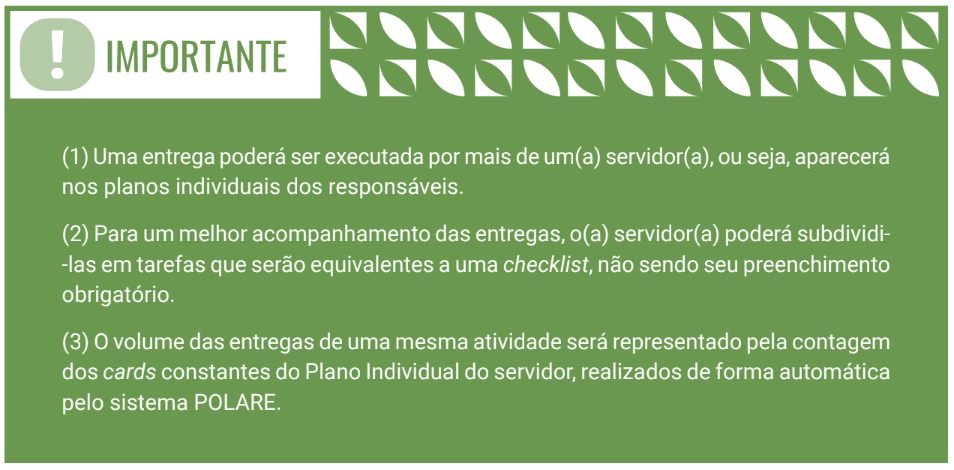 !
IMPORTANTE
(1) Uma entrega poderá ser executada por mais de um(a) servidor(a), ou seja, aparecerá
nos planos individuais dos responsáveis.
(2) Para um melhor acompanhamento das entregas, o(a) servidor(a) poderá subdividi-
-las em tarefas que serão equivalentes a uma checklist, não sendo seu preenchimento
obrigatório.
(3) O volume das entregas de uma mesma atividade será representado pela contagem
dos cards constantes do Plano Individual do servidor, realizados de forma automática
pelo sistema POLARE.